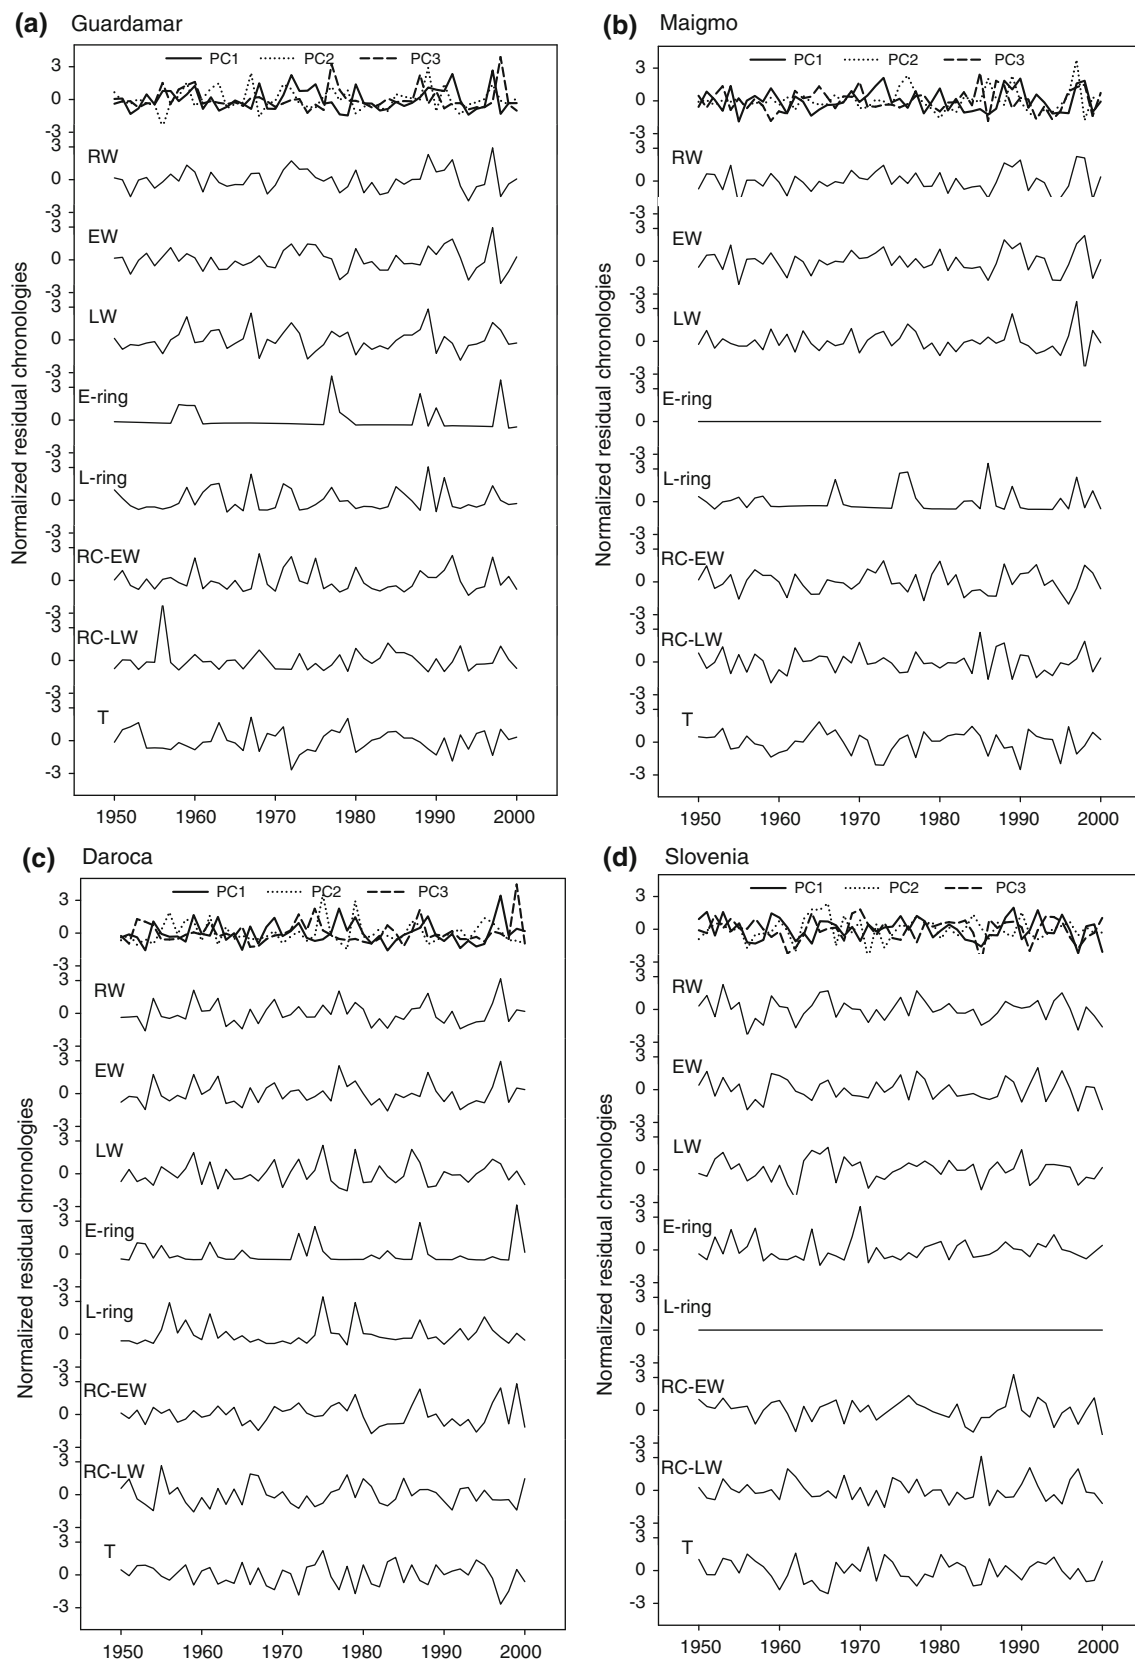 (a) Guardamar
PC1 PC2 PC3
3
0
-3
3
RW
0
-3
3
EW
0
-3
3
LW
0
-3
3
E-ring
0
-3
3
L-ring
0
-3
3
RC-EW
0
-3
3
RC-LW
0
-3
3
T
0
-3
1950 1960 1970 1980 1990 2000
Normalized residual chronologies
(b) Maigmo
PC1 PC2 PC3
3
0
-3
3
RW
0
-3
3
EW
0
-3
3
LW
0
-3
3
E-ring
0
-3
3
L-ring
0
-3
3
RC-EW
0
-3
3
RC-LW
0
-3
3
T
0
-3
1950 1960 1970 1980 1990 2000
Normalized residual chronologies
(c) Daroca
PC1 PC2 PC3
3
0
-3
3
RW
0
-3
3
EW
0
-3
3
LW
0
-3
3
E-ring
0
-3
3
L-ring
0
-3
3
RC-EW
0
-3
3
RC-LW
0
-3
3
T
0
-3
1950 1960 1970 1980 1990 2000
Normalized residual chronologies
(d) Slovenia
PC1 PC2 PC3
3
0
-3
3
RW
0
-3
3
EW
0
-3
3
LW
0
-3
3
E-ring
0
-3
3
L-ring
0
-3
3
RC-EW
0
-3
3
RC-LW
0
-3
3
T
0
-3
1950 1960 1970 1980 1990 2000
Normalized residual chronologies